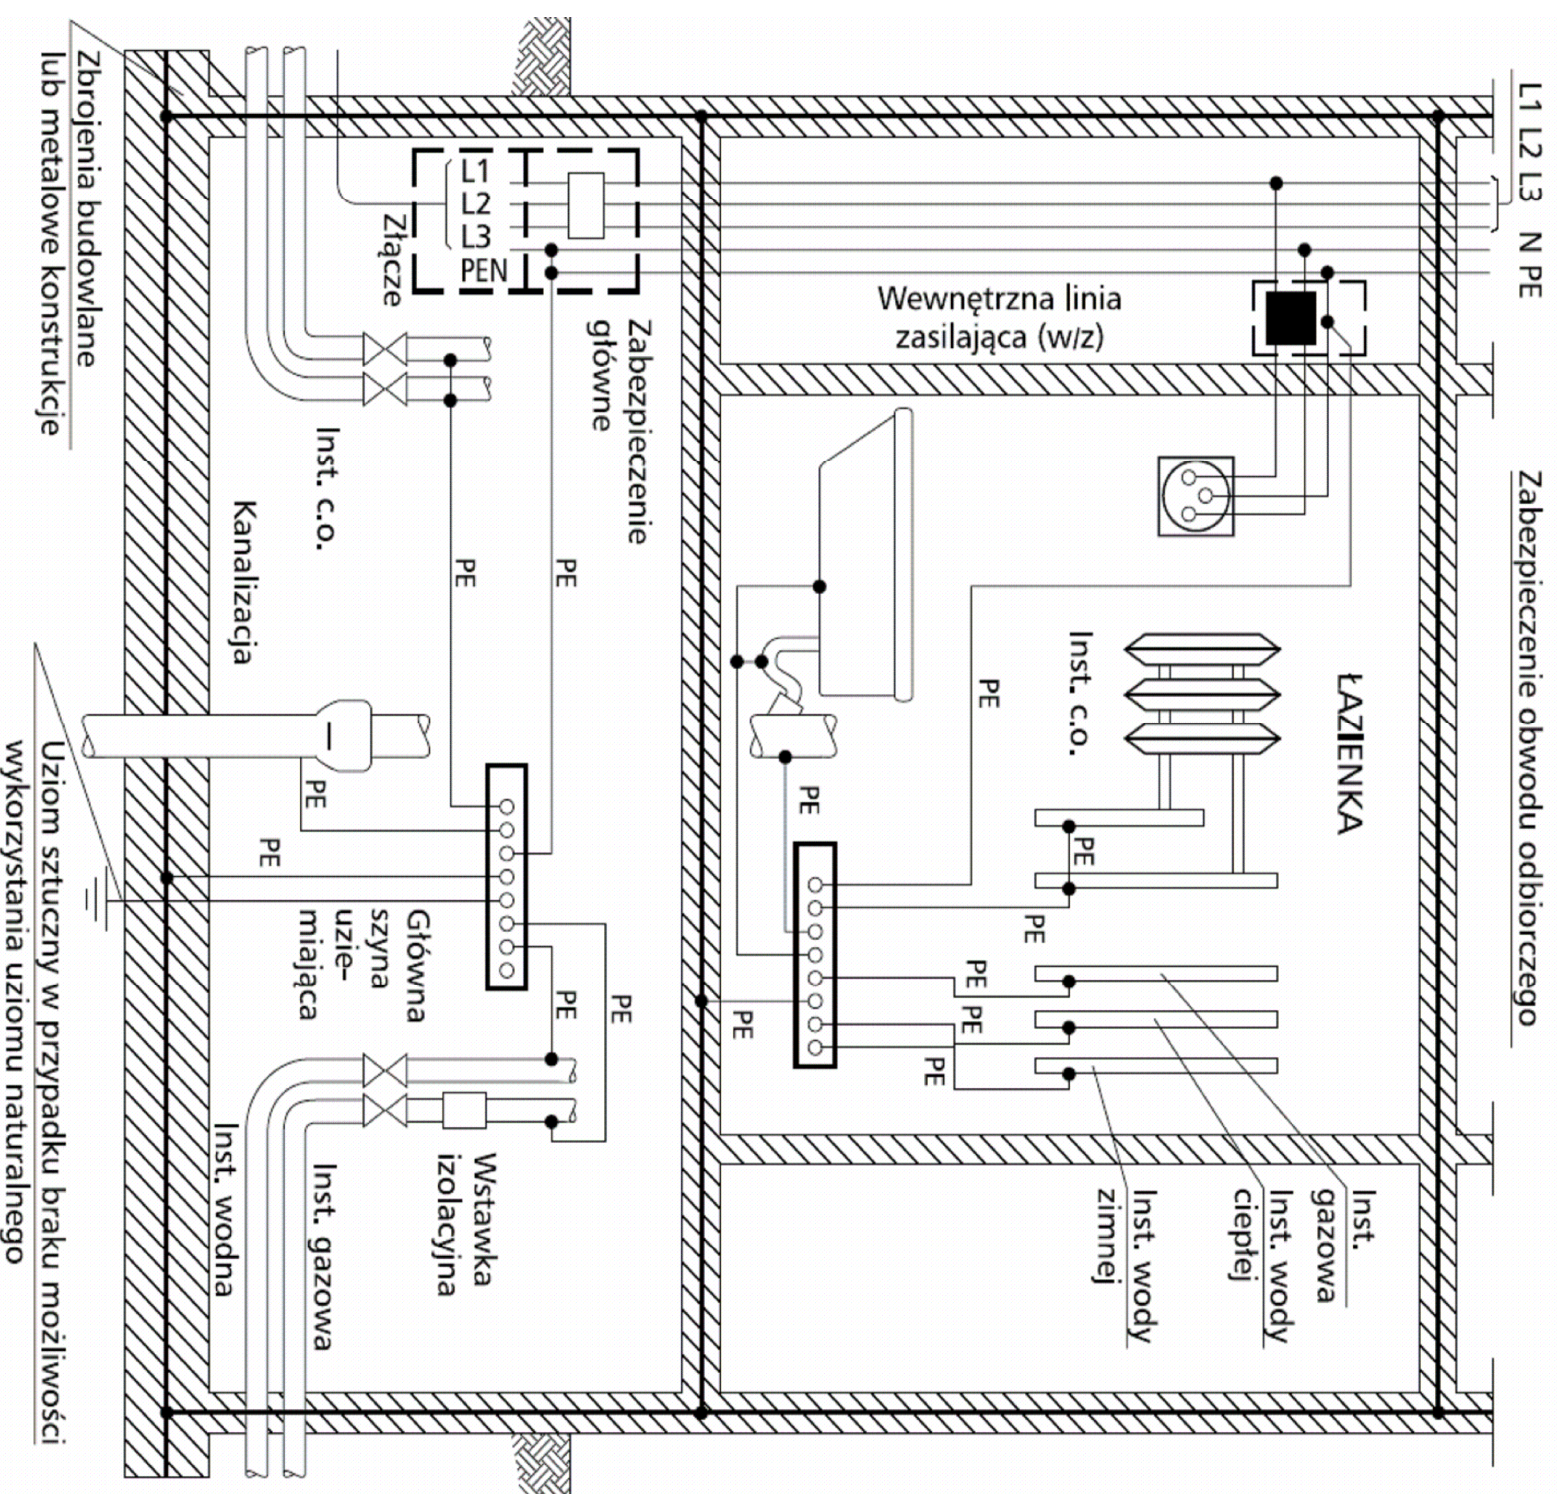 L1 L2 L3 N PE
Zabezpieczenie obwodu odbiorczego
L1
L2
L3
PEN
Złącze
Zabezpieczenie
główne
Wewnętrzna linia
zasilająca (w/z)
ŁAZIENKA
Inst. c.o.
PE
PE
PE
PE
PE
PE
PE
PE
Inst.
gazowa
Inst. wody
ciepłej
Inst. wody
zimnej
Zbrojenia budowlane
lub metalowe konstrukcje
Inst. c.o.
Kanalizacja
PE
PE
PE
PE
PE
PE
Główna
szyna
uzie-
miająca
Wstawka
izolacyjna
Inst. gazowa
Inst. wodna
Uziom sztuczny w przypadku braku możliwości
wykorzystania uziomu naturalnego